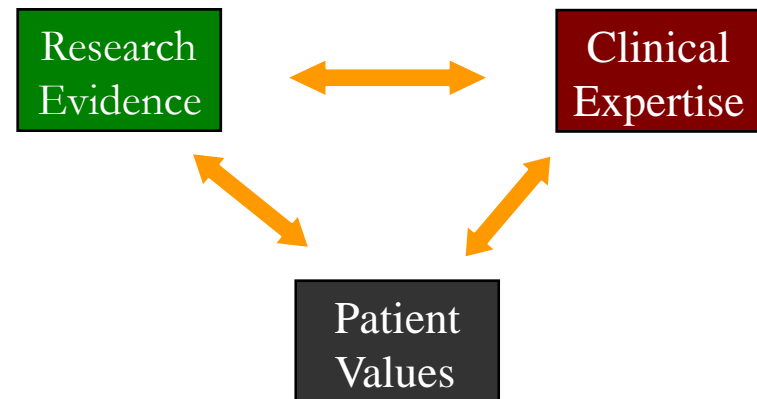 Research
Evidence
Clinical
Expertise
Patient
Values